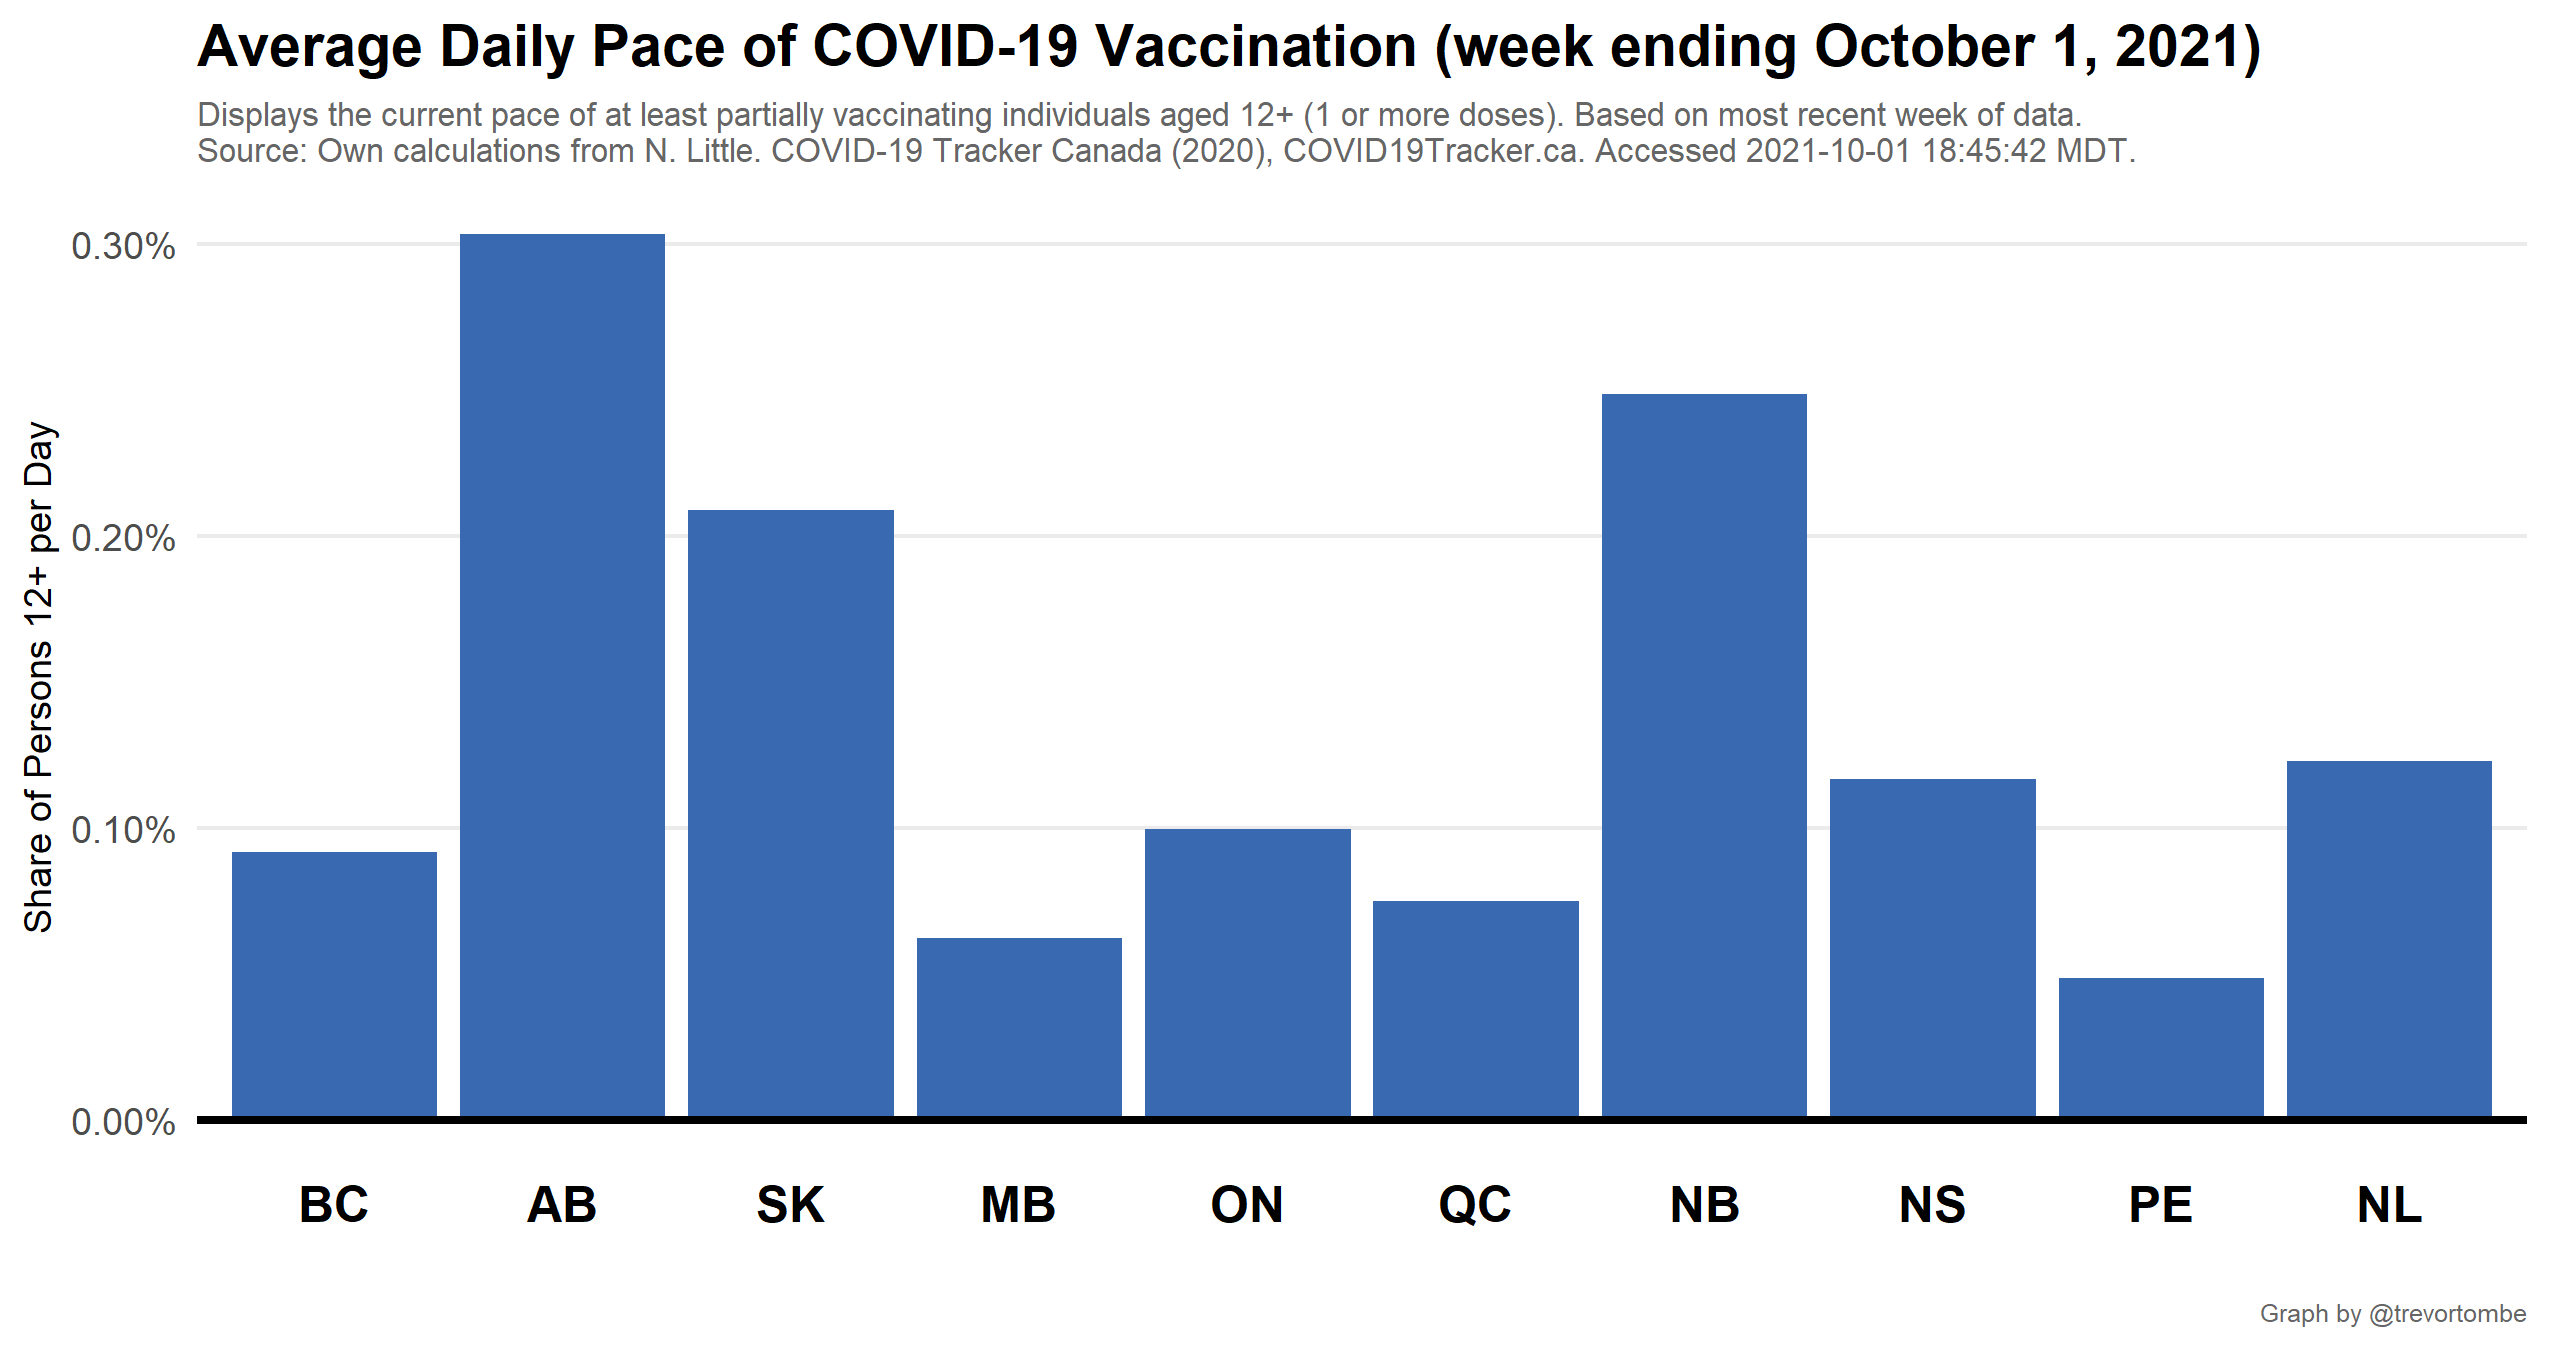 Average Daily Pace of COVID-19 Vaccination (week ending October 1, 2021)
Displays the current pace of at least partially vaccinating individuals aged 12+ (1 or more doses). Based on most recent week of data.
Source: Own calculations from N. Little. COVID-19 Tracker Canada (2020), COVID19Tracker.ca. Accessed 2021-10-01 18:45:42 MDT.
Share of Persons 12+ per Day
0.30%
0.20%
0.10%
0.00%
BC AB SK MB ON QC NB NS PE NL
Graph by @trevortombe